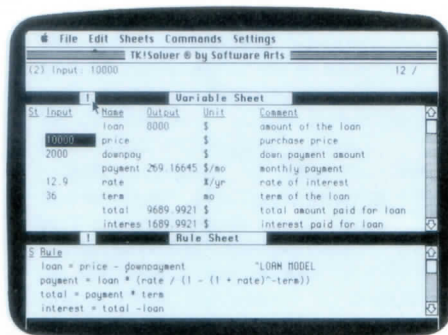 File Edit Sheets Commands Settings
TK!Solver ® by Software Arts
(2) Input: 10000 12 /
! Variable Sheet
St Input Name Output Unit Comment
loan 8000 $ amount of the loan
10000 price $ purchase price
2000 downpay $ down payment amount
payment 269.16645 $/mo monthly payment
12.9 rate %/yr rate of interest
36 term mo term of the loan
total 9689.9921 $ total amount paid for loan
interes 1689.9921 $ interest paid for loan
! Rule Sheet
S Rule
loan = price - downpayment "LOAN MODEL
payment = loan * (rate / (1 - (1 + rate)^-term))
total = payment * term
interest = total -loan